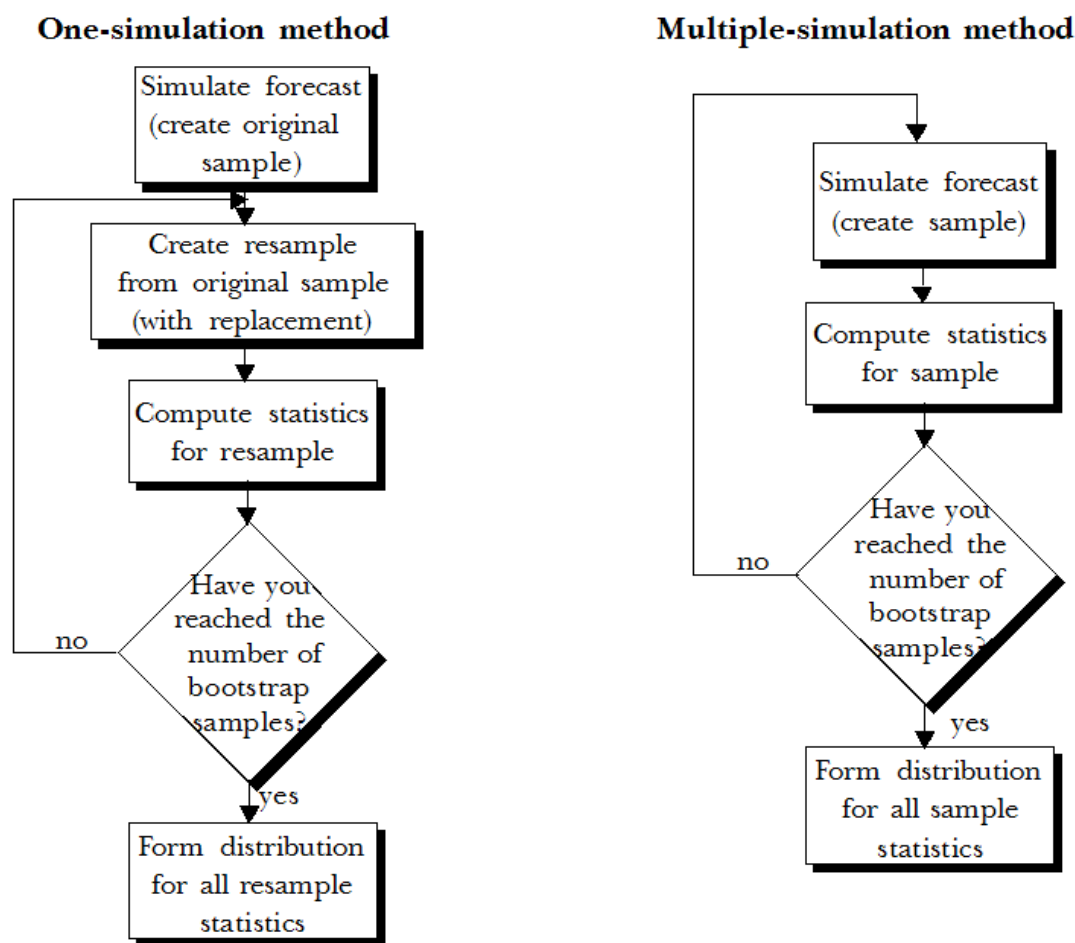 One-simulation method
Simulate forecast
(create original
sample)
Create resample
from original sample
(with replacement)
Compute statistics
for resample
Have you
reached the
number of
bootstrap
samples?
no
yes
Form distribution
for all resample
statistics
Multiple-simulation method
Simulate forecast
(create sample)
Compute statistics
for sample
Have you
reached the
number of
bootstrap
samples?
no
yes
Form distribution
for all sample
statistics